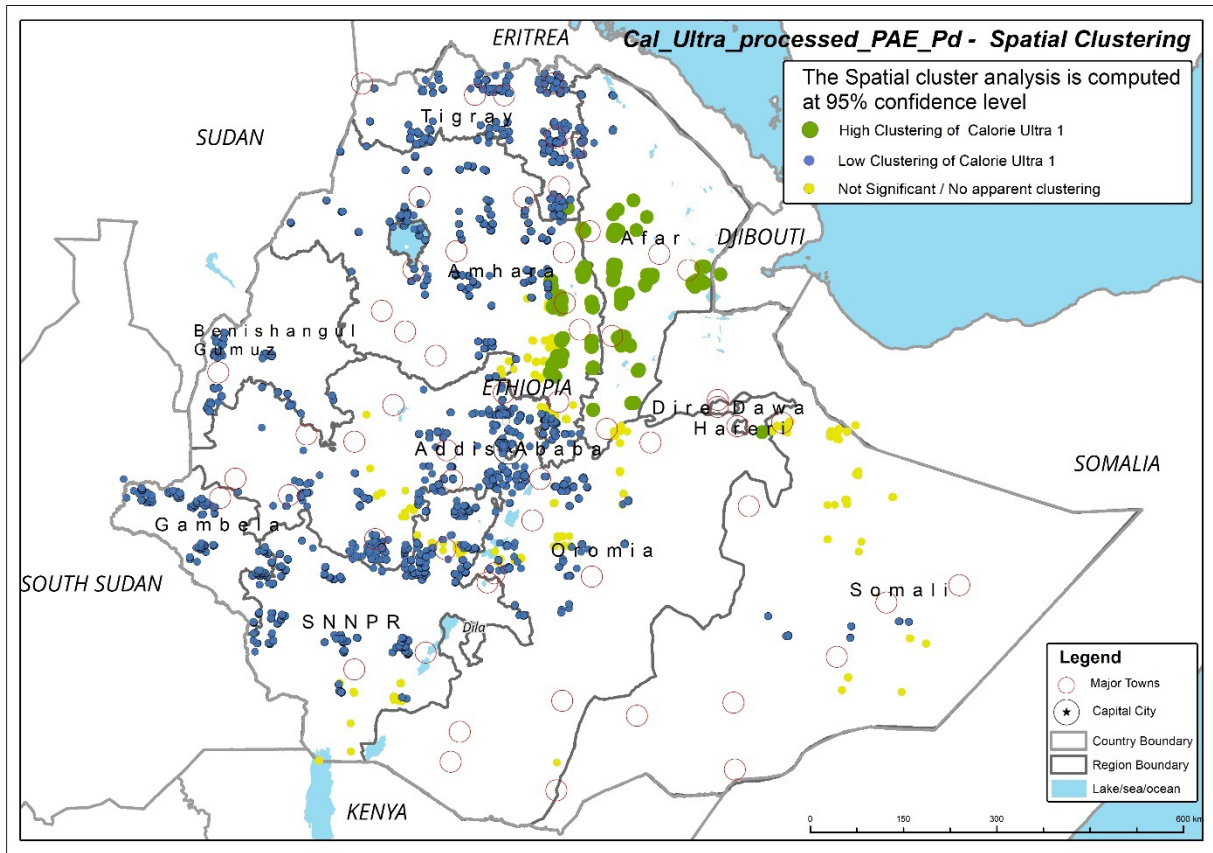 ERITREA
Cal_Ultra_processed_PAE_Pd - Spatial Clustering
The Spatial cluster analysis is computed
at 95% confidence level
High Clustering of Calorie Ultra 1
Low Clustering of Calorie Ultra 1
Not Significant / No apparent clustering
Tigray
SUDAN
Afar
DJIBOUTI
Amhara
Benishangul
Gumuz
ETHIOPIA
Dire Dawa
Hareri
Addis Ababa
SOMALIA
Gambela
Oromia
SOUTH SUDAN
Somali
SNNPR
Dila
Legend
Major Towns
Capital City
Country Boundary
Region Boundary
Lake/sea/ocean
KENYA
0 150 300 600 km